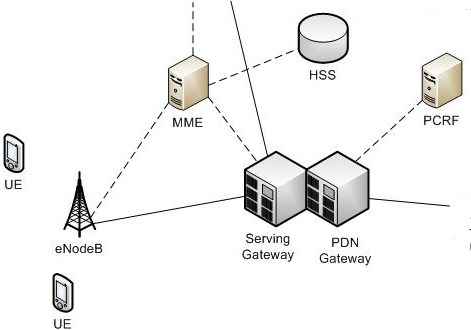 HSS
MME
PCRF
UE
eNodeB
Serving
Gateway
PDN
Gateway
UE